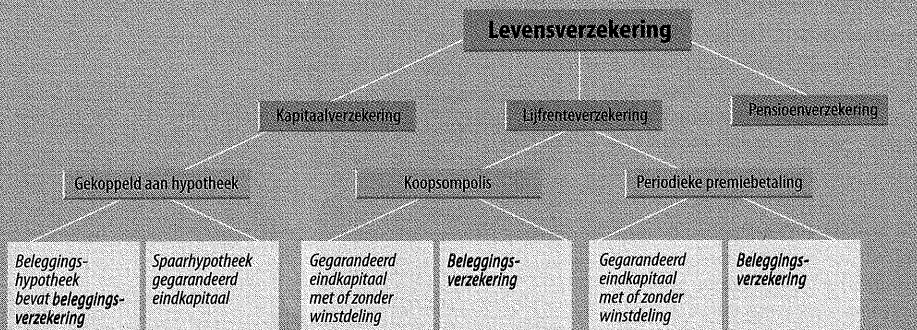 Levensverzekering
Kapitaalverzekering
Lijfrenteverzekering
Pensioenverzekering
Gekoppeld aan hypotheek
Koopsompolis
Periodieke premiebetaling
Beleggings-
hypotheek
bevat beleggings-
verzekering
Spaarhypotheek
gegarandeerd
eindkapitaal
Gegarandeerd
eindkapitaal
met of zonder
winstdeling
Beleggings-
verzekering
Gegarandeerd
eindkapitaal
met of zonder
winstdeling
Beleggings-
verzekering